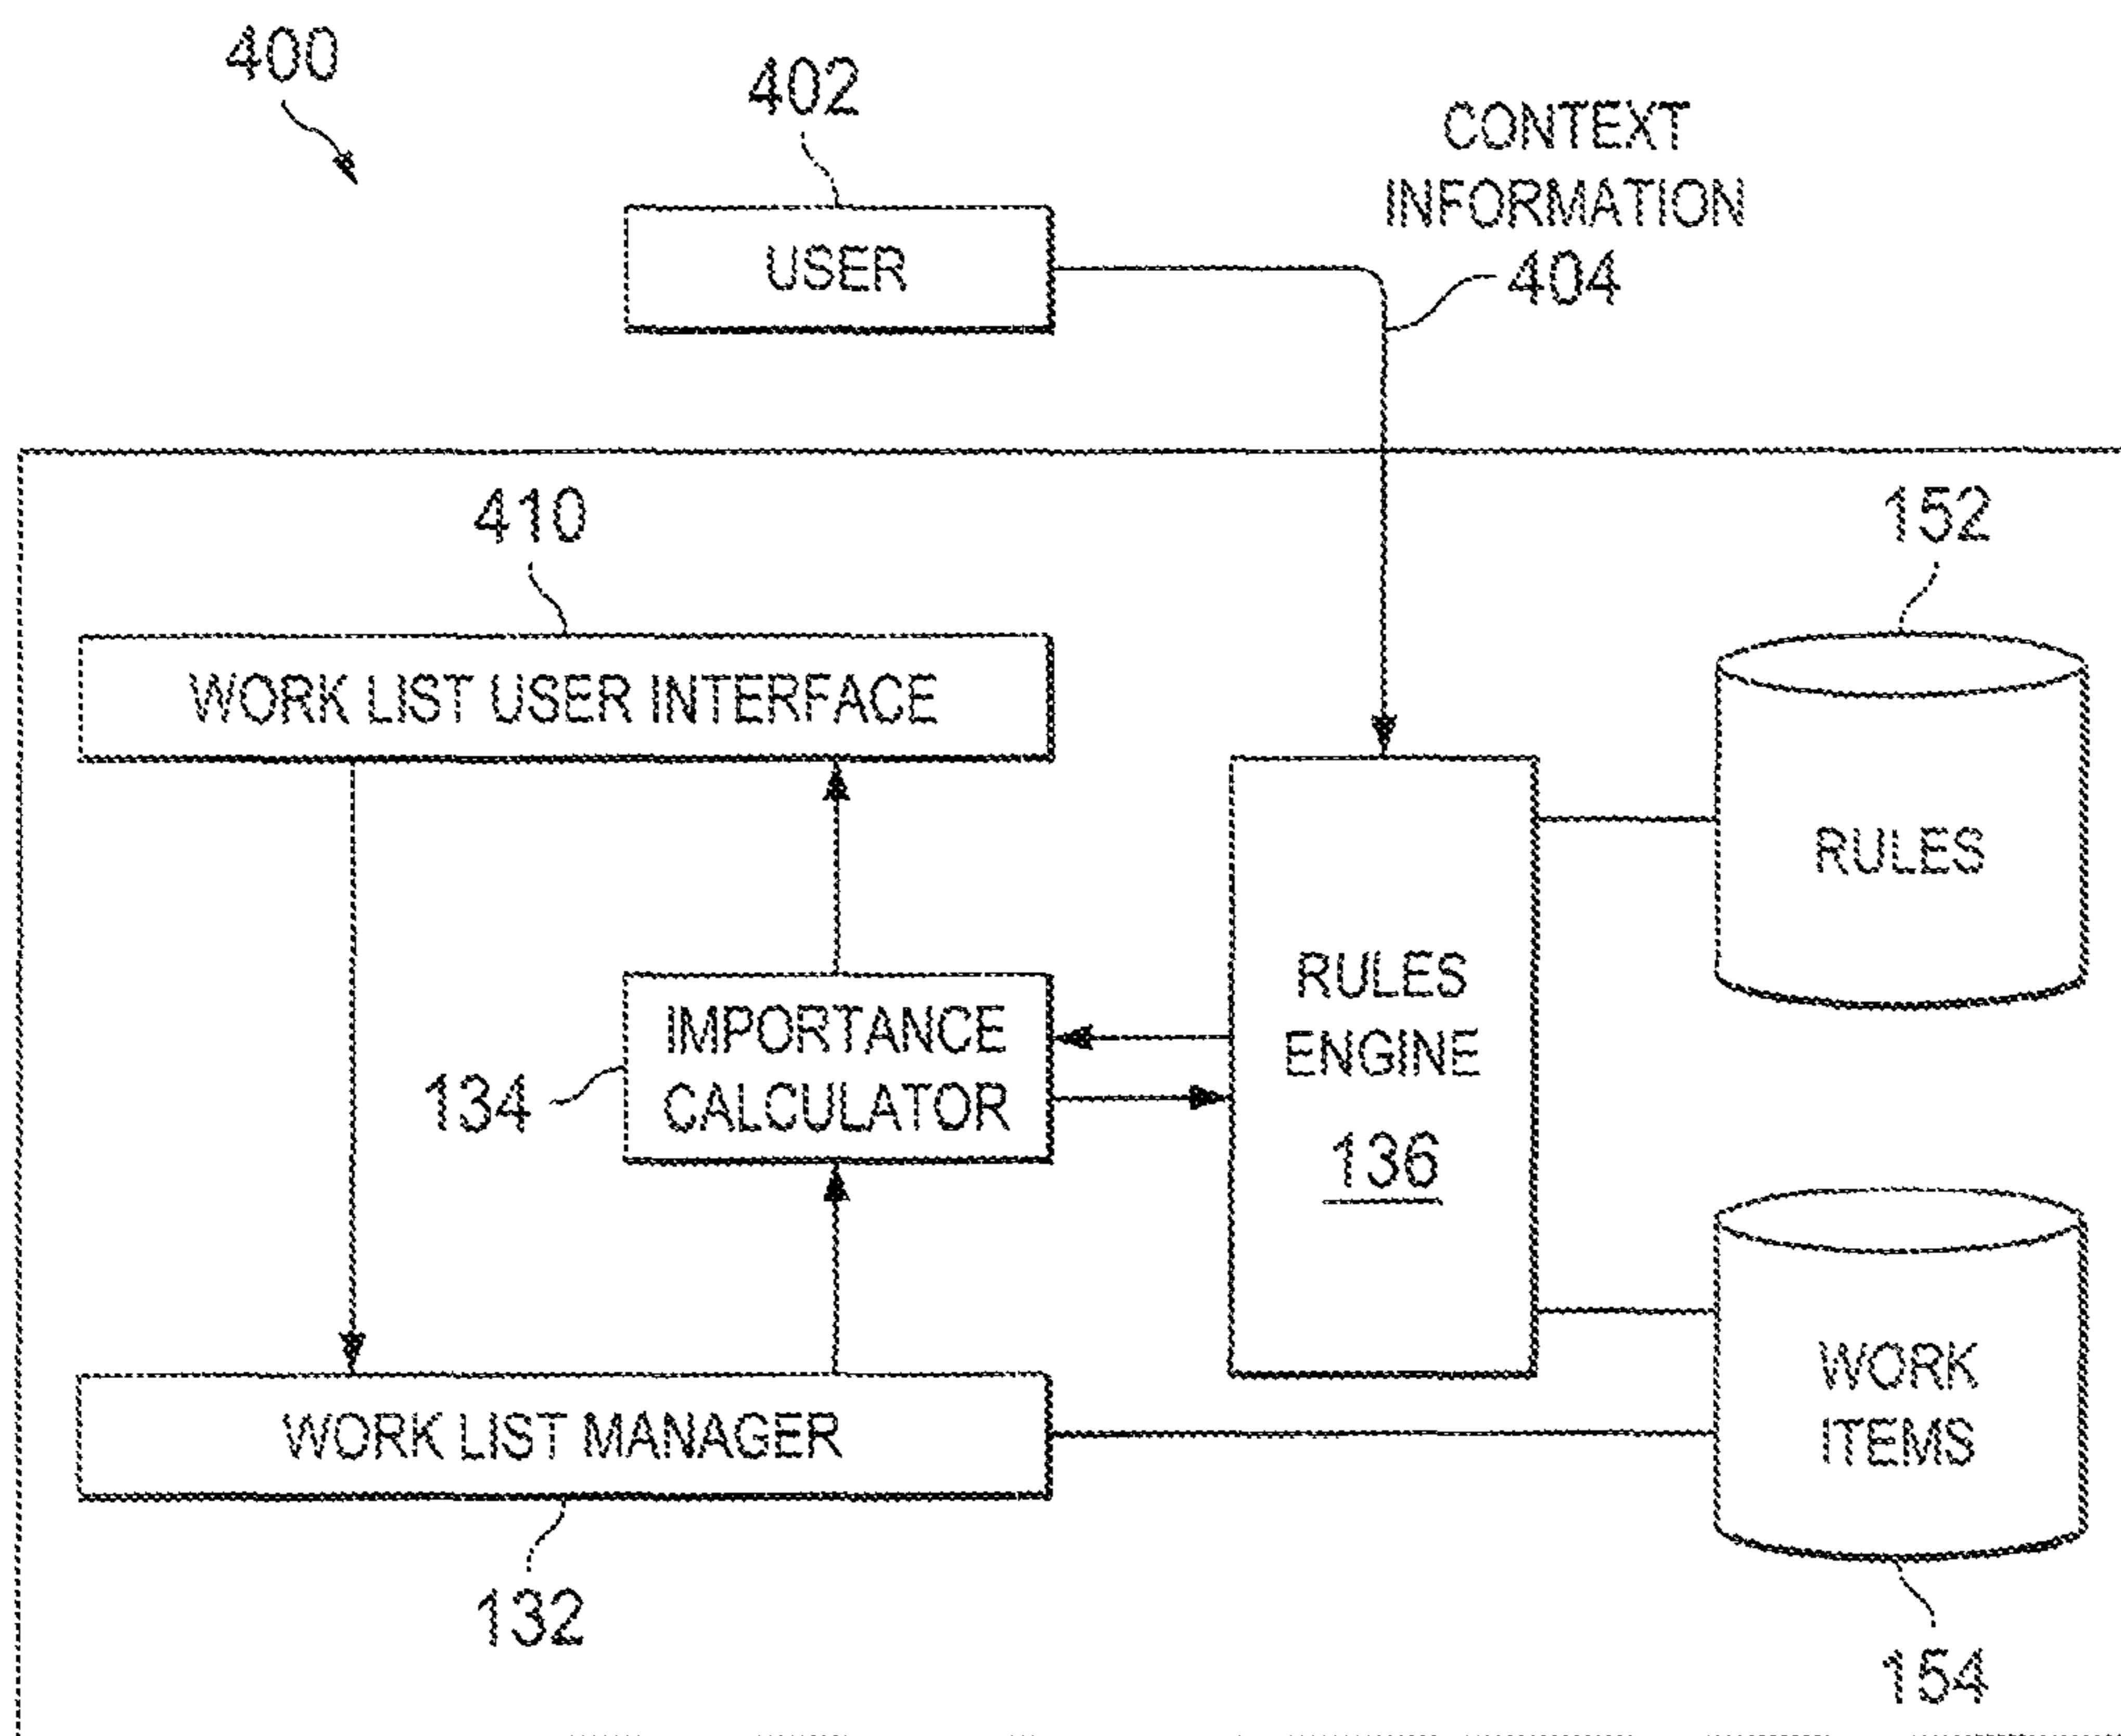 400
402
CONTEXT
INFORMATION
404
USER
410
152
WORK LIST USER INTERFACE
RULES
IMPORTANCE
CALCULATOR
134
RULES
ENGINE
136
WORK
ITEMS
WORK LIST MANAGER
132
154